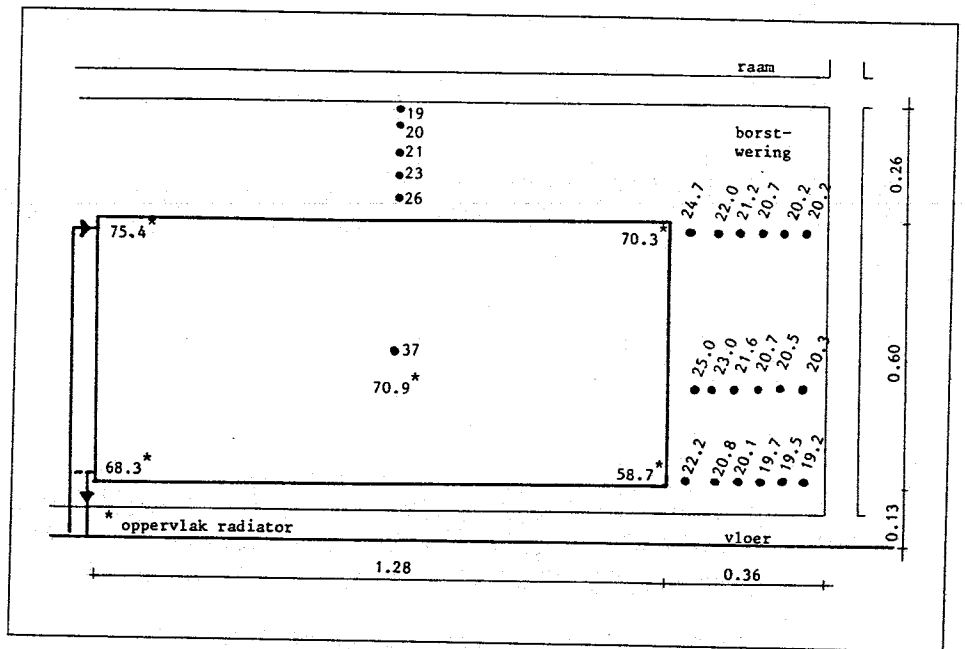 raam
19
20
21
23
26
borst-
wering
24.7 22.0 21.2 20.7 20.2 20.2
0.26
75.4*
70.3*
37
70.9*
25.0 23.0 21.6 20.7 20.5 20.3
0.60
68.3*
58.7*
22.2 20.8 20.1 19.7 19.5 19.2
* oppervlak radiator
vloer
0.13
1.28
0.36